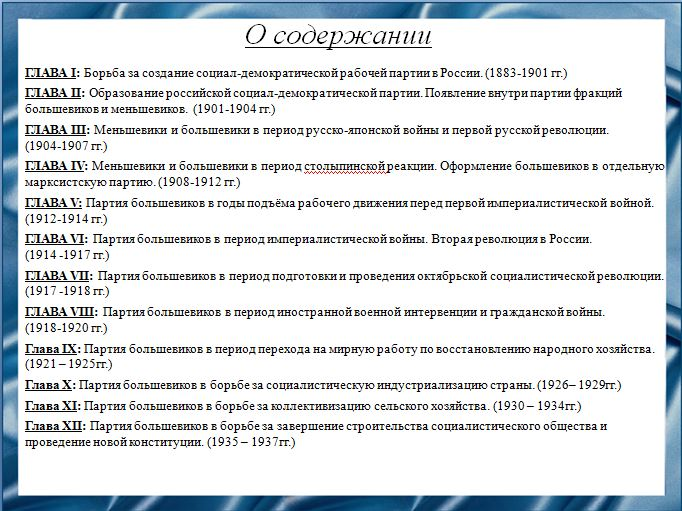 О содержании
ГЛАВА I: Борьба за создание социал-демократической рабочей партии в России. (1883-1901 гг.)
ГЛАВА II: Образование российской социал-демократической партии. Появление внутри партии фракций
большевиков и меньшевиков. (1901-1904 гг.)
ГЛАВА III: Меньшевики и большевики в период русско-японской войны и первой русской революции.
(1904-1907 гг.)
ГЛАВА IV: Меньшевики и большевики в период столыпинской реакции. Оформление большевиков в отдельную
марксистскую партию. (1908-1912 гг.)
ГЛАВА V: Партия большевиков в годы подъёма рабочего движения перед первой империалистической войной.
(1912-1914 гг.)
ГЛАВА VI: Партия большевиков в период империалистической войны. Вторая революция в России.
(1914 -1917 гг.)
ГЛАВА VII: Партия большевиков в период подготовки и проведения октябрьской социалистической революции.
(1917 -1918 гг.)
ГЛАВА VIII: Партия большевиков в период иностранной военной интервенции и гражданской войны.
(1918-1920 гг.)
Глава IX: Партия большевиков в период перехода на мирную работу по восстановлению народного хозяйства.
(1921 – 1925гг.)
Глава X: Партия большевиков в борьбе за социалистическую индустриализацию страны. (1926– 1929гг.)
Глава XI: Партия большевиков в борьбе за коллективизацию сельского хозяйства. (1930 – 1934гг.)
Глава XII: Партия большевиков в борьбе за завершение строительства социалистического общества и
проведение новой конституции. (1935 – 1937гг.)